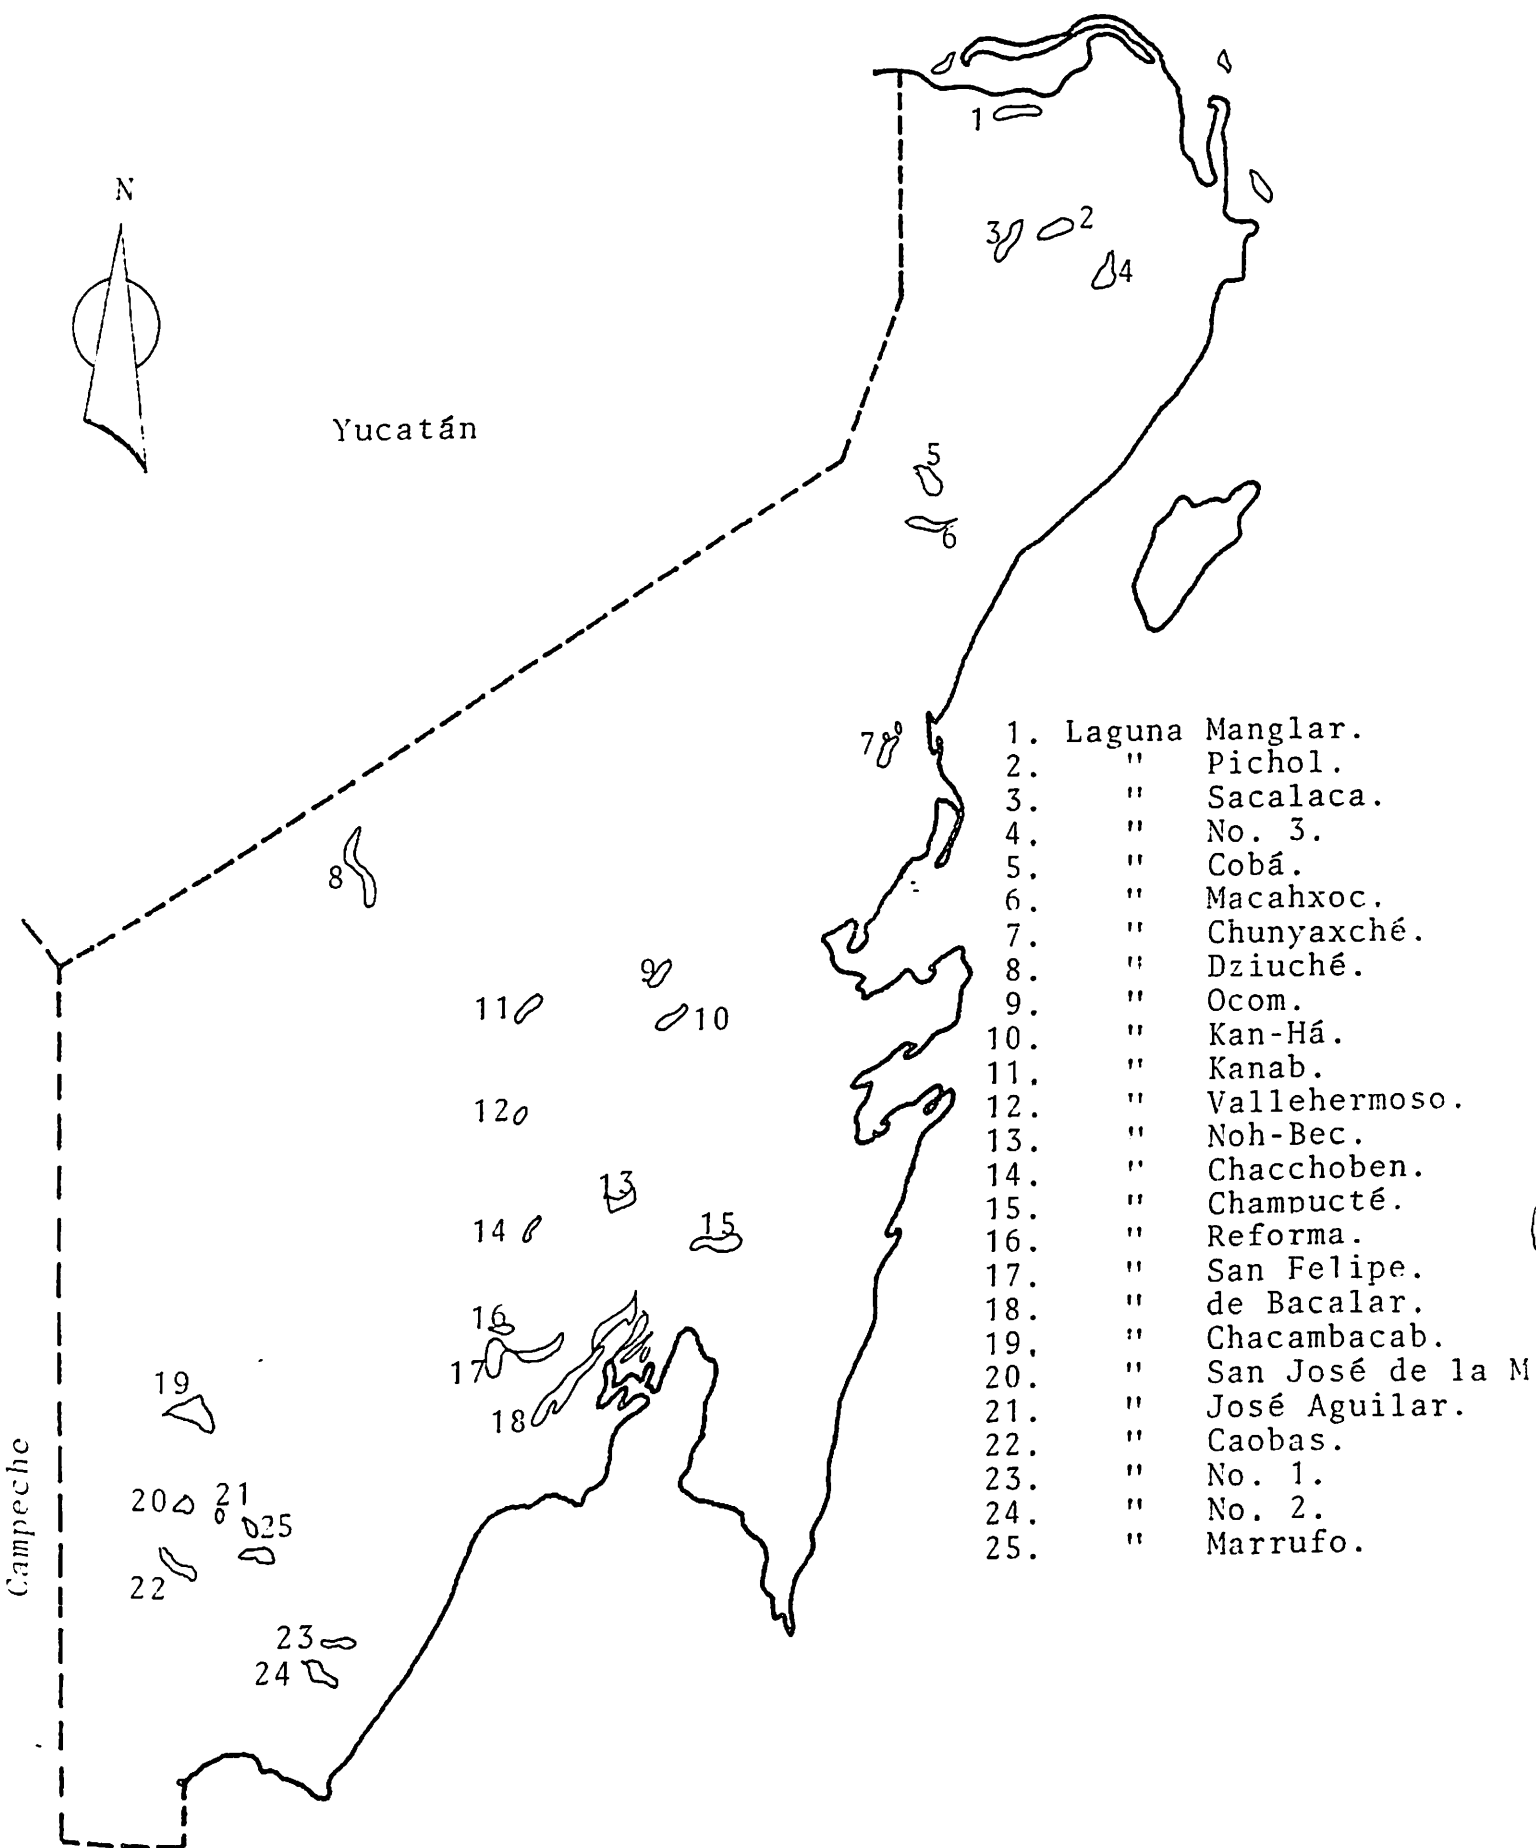 N
1
3
2
4
Yucatán
5
6
7
8
9
11
10
12
13
14
15
16
17
18
19
20
21
25
22
23
24
Campeche
1. Laguna Manglar.
2. " Pichol.
3. " Sacalaca.
4. " No. 3.
5. " Cobá.
6. " Macahxoc.
7. " Chunyaxché.
8. " Dziuché.
9. " Ocom.
10. " Kan-Há.
11. " Kanab.
12. " Vallehermoso.
13. " Noh-Bec.
14. " Chacchoben.
15. " Champucté.
16. " Reforma.
17. " San Felipe.
18. " de Bacalar.
19. " Chacambacab.
20. " San José de la M
21. " José Aguilar.
22. " Caobas.
23. " No. 1.
24. " No. 2.
25. " Marrufo.